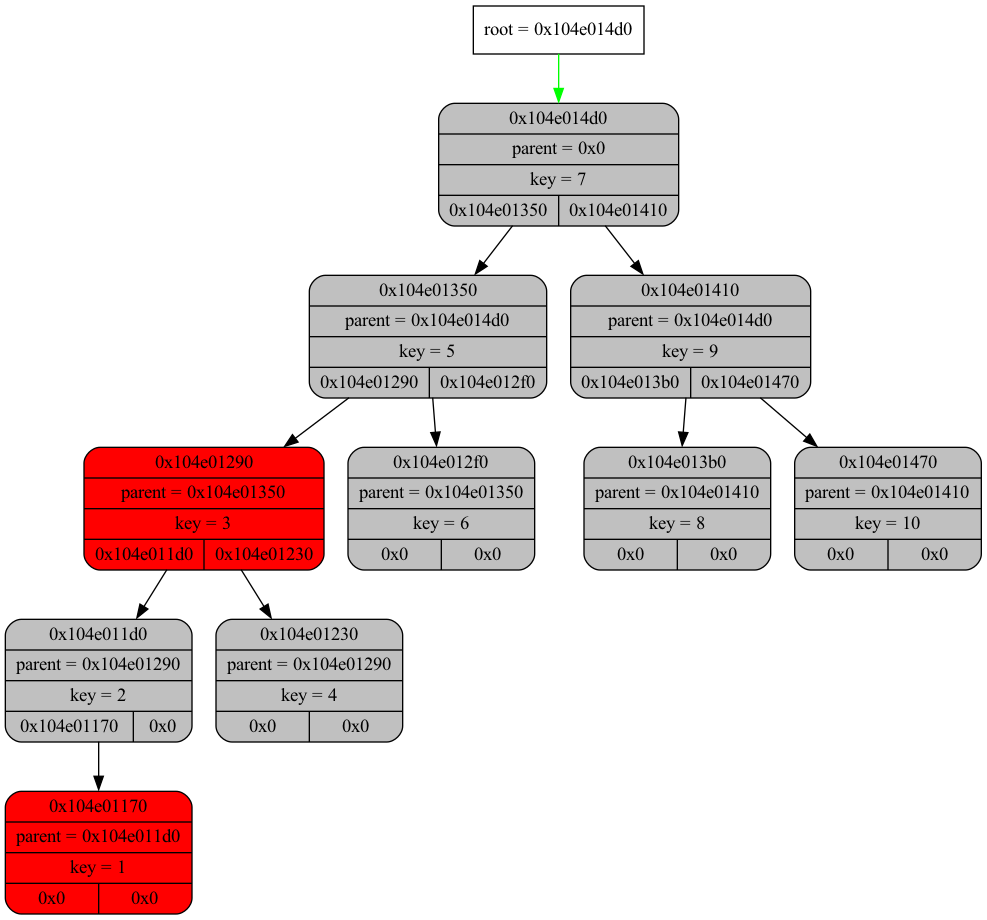 root = 0x104e014d0
0x104e014d0
parent = 0x0
key = 7
0x104e01350 0x104e01410
0x104e01350
parent = 0x104e014d0
key = 5
0x104e01290 0x104e012f0
0x104e01410
parent = 0x104e014d0
key = 9
0x104e013b0 0x104e01470
0x104e01290
parent = 0x104e01350
key = 3
0x104e011d0 0x104e01230
0x104e012f0
parent = 0x104e01350
key = 6
0x0 0x0
0x104e013b0
parent = 0x104e01410
key = 8
0x0 0x0
0x104e01470
parent = 0x104e01410
key = 10
0x0 0x0
0x104e011d0
parent = 0x104e01290
key = 2
0x104e01170 0x0
0x104e01230
parent = 0x104e01290
key = 4
0x0 0x0
0x104e01170
parent = 0x104e011d0
key = 1
0x0 0x0